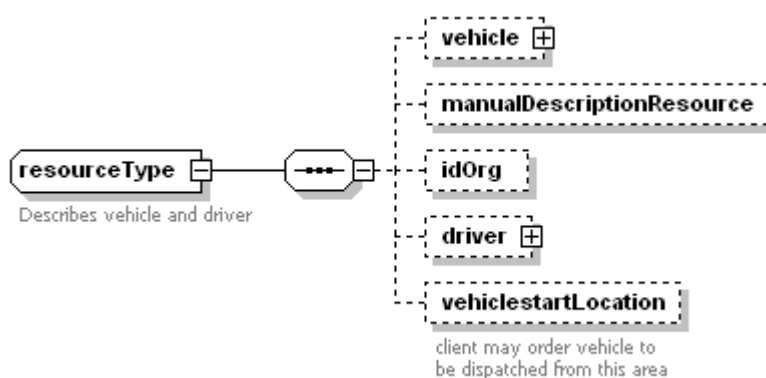 vehicle
manualDescriptionResource
resourceType
idOrg
Describes vehicle and driver
driver
vehiclestartLocation
client may order vehicle to
be dispatched from this area